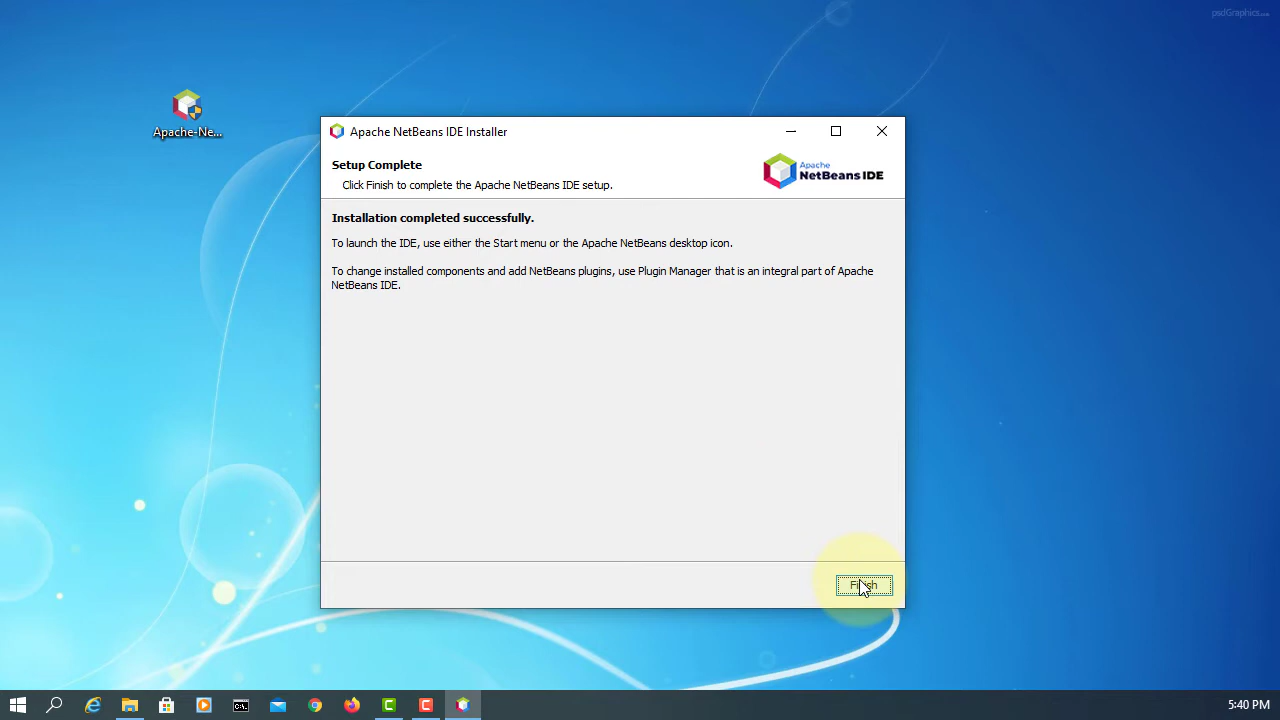 psdGraphics.com
Apache-Ne...
Apache NetBeans IDE Installer
Setup Complete
Click Finish to complete the Apache NetBeans IDE setup.
Apache
NetBeans IDE
Installation completed successfully.
To launch the IDE, use either the Start menu or the Apache NetBeans desktop icon.
To change installed components and add NetBeans plugins, use Plugin Manager that is an integral part of Apache
NetBeans IDE.
Finish
5:40 PM